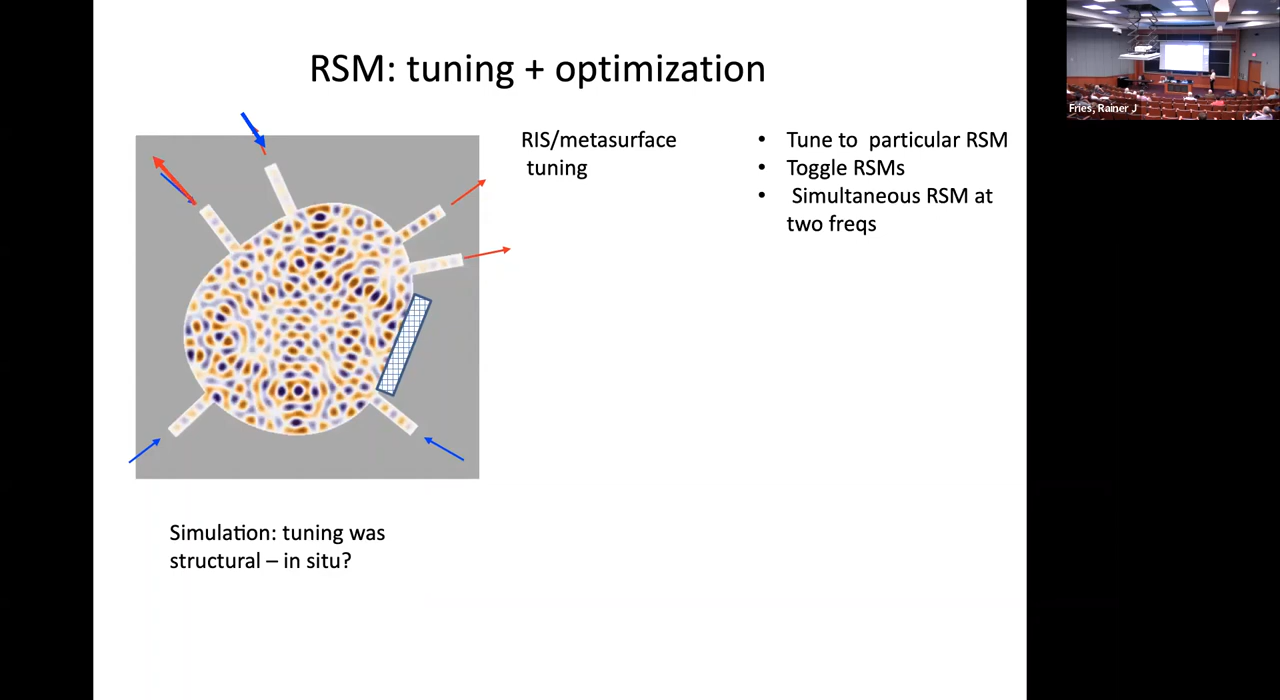 RSM: tuning + optimization
RIS/metasurface
tuning
• Tune to particular RSM
• Toggle RSMs
• Simultaneous RSM at
two freqs
Simulation: tuning was
structural – in situ?
Fries, Rainer J